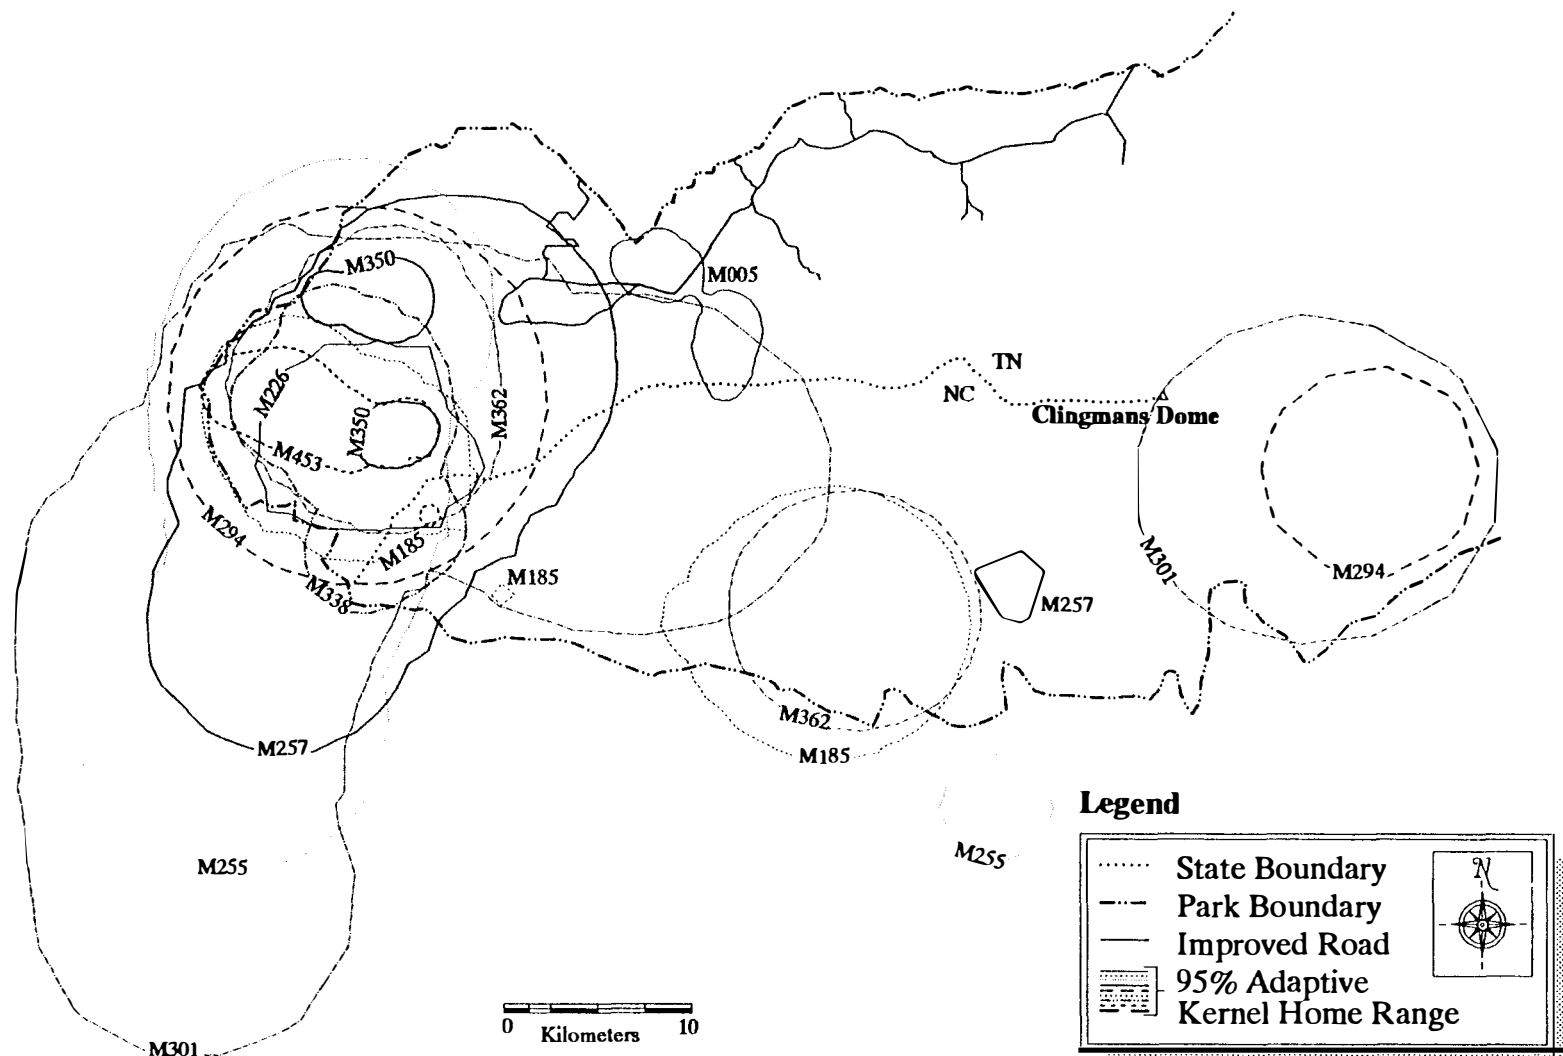 M350
M005
M226
M362
M350
TN
NC
Clingmans Dome
M453
M294
M185
M185
M338
M257
M301
M294
M362
M257
M185
M255
M255
M301
0
10
Kilometers
Legend
State Boundary
Park Boundary
Improved Road
95% Adaptive
Kernel Home Range
N